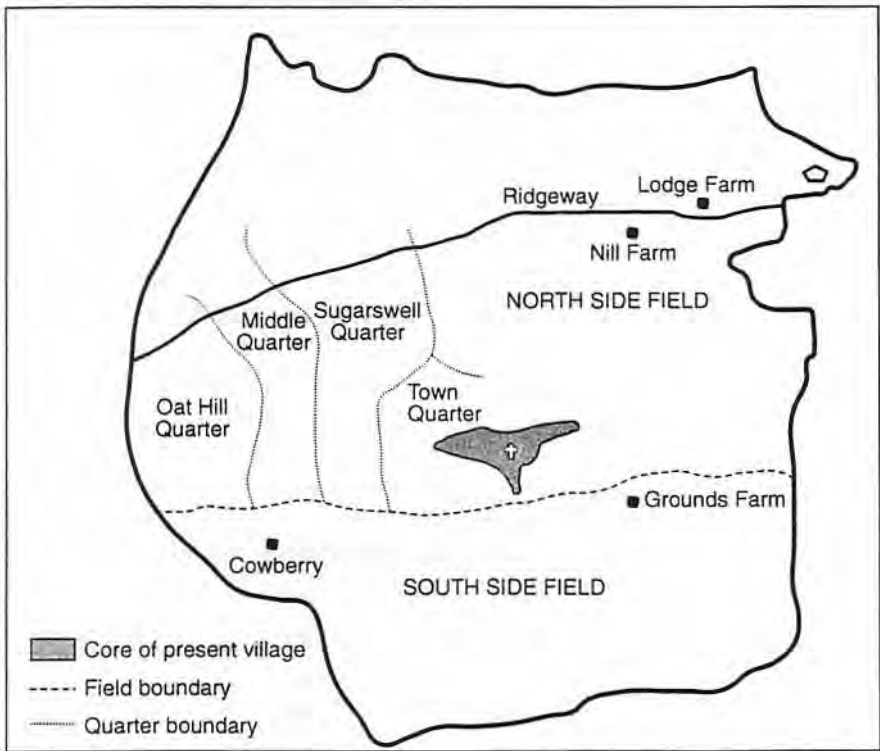 Ridgeway
Lodge Farm
Nill Farm
NORTH SIDE FIELD
Middle
Quarter
Sugarswell
Quarter
Oat Hill
Quarter
Town
Quarter
Grounds Farm
Cowberry
SOUTH SIDE FIELD
Core of present village
Field boundary
Quarter boundary